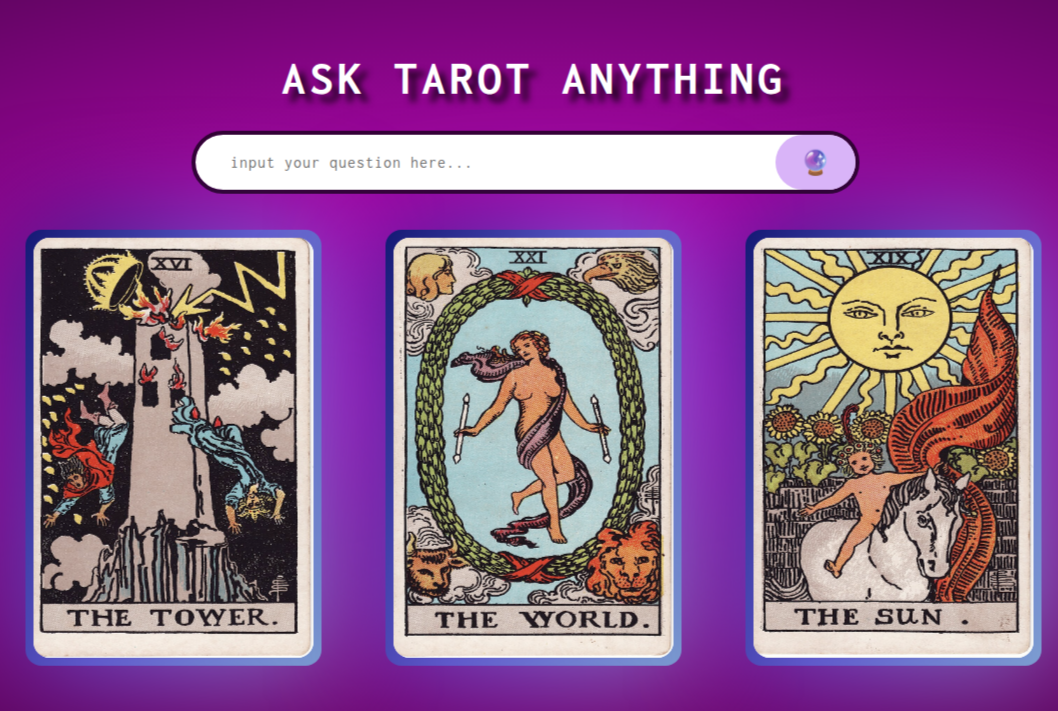 ASK TAROT ANYTHING
input your question here...
XVI
THE TOWER.
XXI
THE WORLD.
XIX
THE SUN .